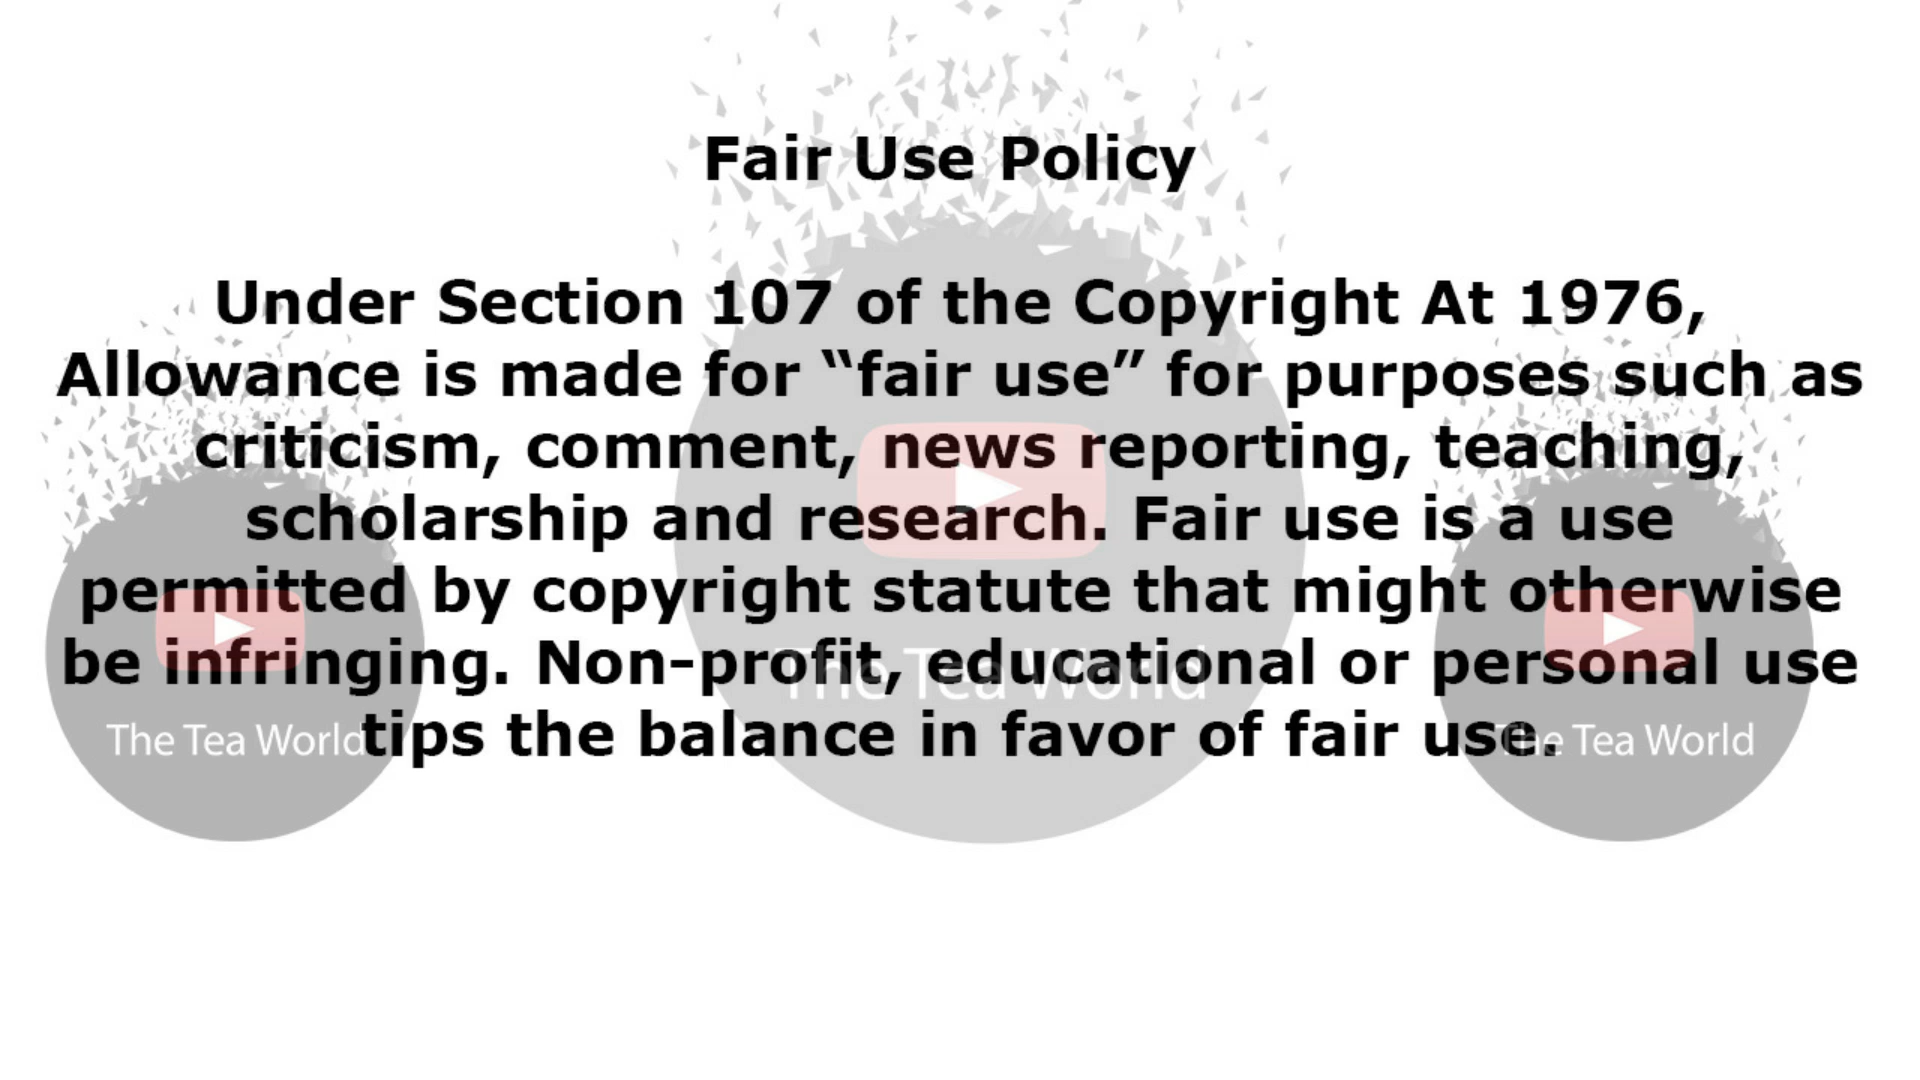 Fair Use Policy
Under Section 107 of the Copyright At 1976,
Allowance is made for “fair use” for purposes such as
criticism, comment, news reporting, teaching,
scholarship and research. Fair use is a use
permitted by copyright statute that might otherwise
be infringing. Non-profit, educational or personal use
tips the balance in favor of fair use.
The Tea World
The Tea World
The Tea World